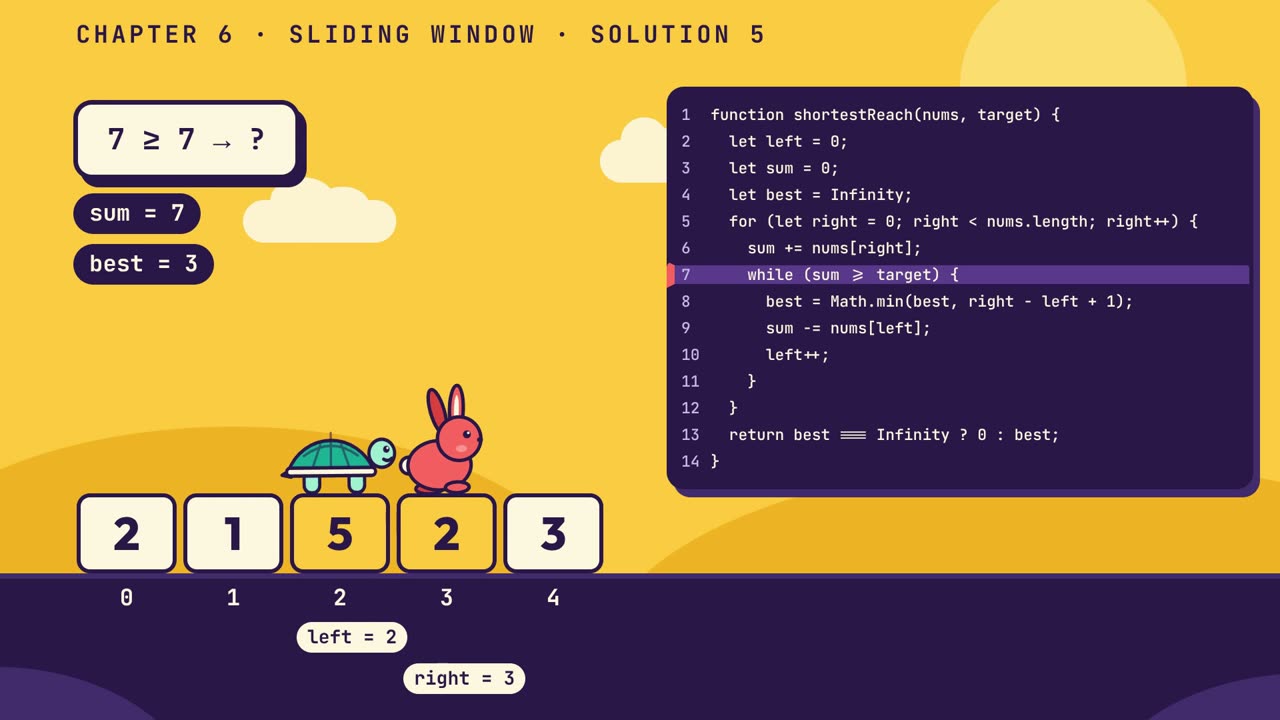 CHAPTER 6 · SLIDING WINDOW · SOLUTION 5
7 ≥ 7 → ?
sum = 7
best = 3
1 function shortestReach(nums, target) {
2 let left = 0;
3 let sum = 0;
4 let best = Infinity;
5 for (let right = 0; right < nums.length; right++) {
6 sum += nums[right];
7 while (sum >= target) {
8 best = Math.min(best, right - left + 1);
9 sum -= nums[left];
10 left++;
11 }
12 }
13 return best === Infinity ? 0 : best;
14 }
2 1 5 2 3
0 1 2 3 4
left = 2
right = 3